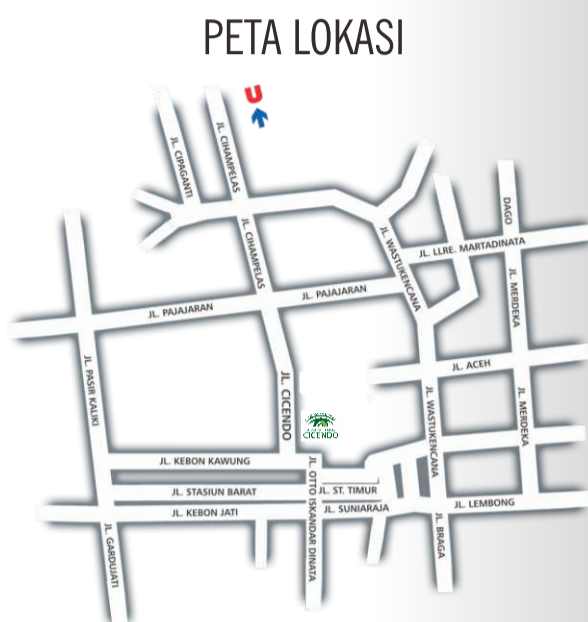 PETA LOKASI
U
JL. CIPAGANTI
JL. CIHAMPELAS
DAGO
JL. CIHAMPELAS
JL. WASTUKENCANA
JL. LLRE. MARTADINATA
JL. PAJAJARAN
JL. PAJAJARAN
JL. MERDEKA
JL. PASIR KALIKI
JL. CICENDO
JL. ACEH
JL. WASTUKENCANA
JL. MERDEKA
CICENDO
JL. KEBON KAWUNG
JL. OTTO ISKANDAR DINATA
JL. STASIUN BARAT
JL. ST. TIMUR
JL. KEBON JATI
JL. SUNIARAJA
JL. LEMBONG
JL. GARDUJATI
JL. BRAGA